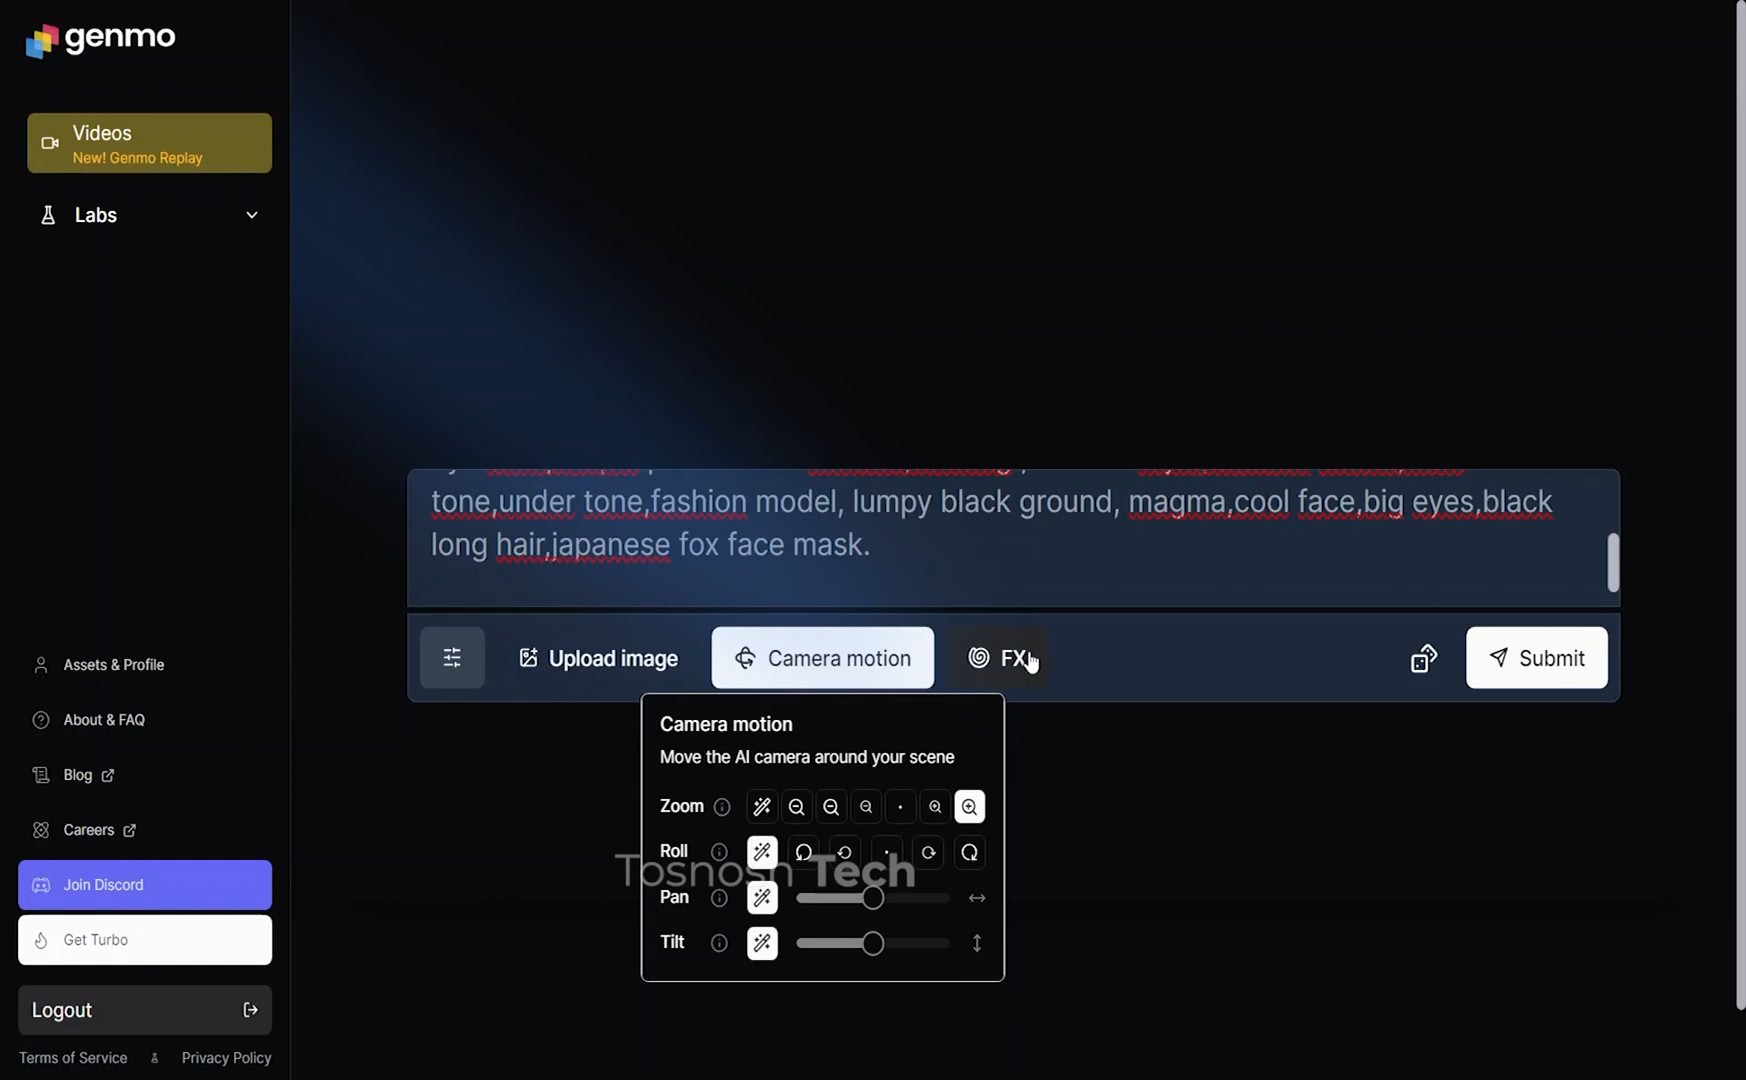 genmo
Videos
New! Genmo Replay
Labs
tone,under tone,fashion model, lumpy black ground, magma,cool face,big eyes,black
long hair,japanese fox face mask.
Upload image
Camera motion
FX
Submit
Camera motion
Move the AI camera around your scene
Zoom
Roll
Tosnosh Tech
Pan
Tilt
Assets & Profile
About & FAQ
Blog
Careers
Join Discord
Get Turbo
Logout
Terms of Service
Privacy Policy